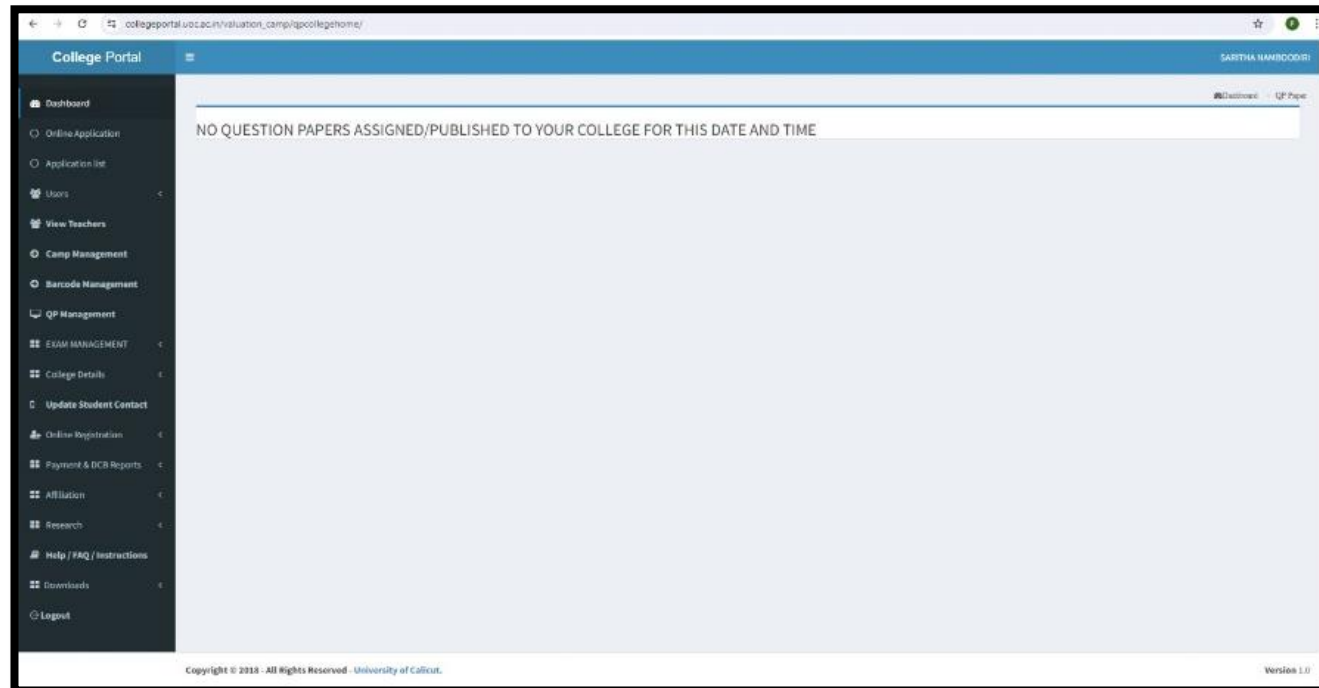 collegeportal.uoc.ac.in/valuation_camp/qpcollegehome/
College Portal
SARITHA NAMBOODIRI
Dashboard QP Paper
Dashboard
NO QUESTION PAPERS ASSIGNED/PUBLISHED TO YOUR COLLEGE FOR THIS DATE AND TIME
Online Application
Application list
Users
View Teachers
Camp Management
Barcode Management
QP Management
EXAM MANAGEMENT
College Details
Update Student Contact
Online Registration
Payment & DCB Reports
Affiliation
Research
Help / FAQ / Instructions
Downloads
Logout
Copyright © 2018 - All Rights Reserved - University of Calicut.
Version 1.0